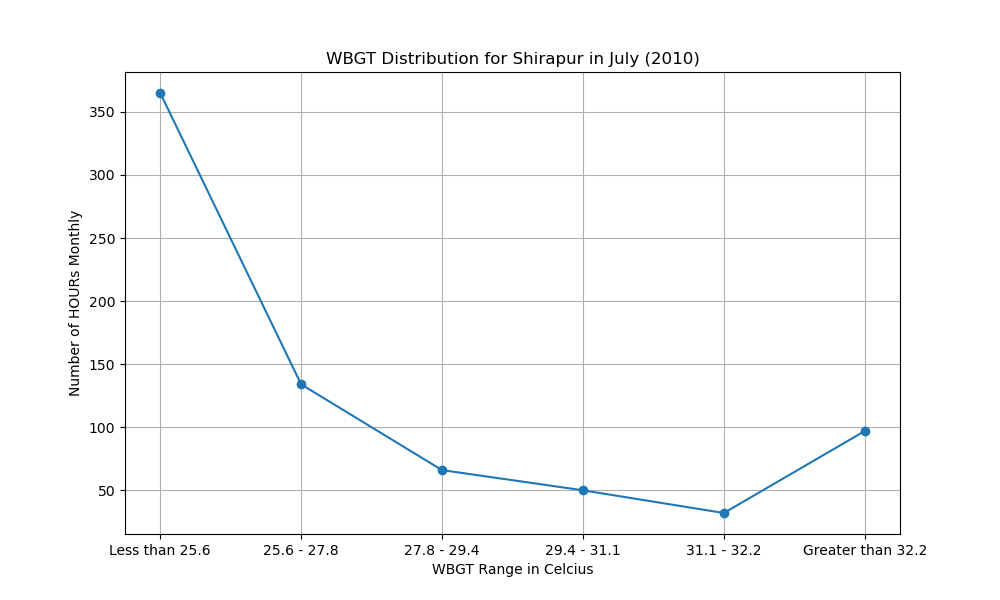 WBGT Distribution for Shirapur in July (2010)
Number of HOURs Monthly
350
300
250
200
150
100
50
Less than 25.6
25.6 - 27.8
27.8 - 29.4
29.4 - 31.1
31.1 - 32.2
Greater than 32.2
WBGT Range in Celcius